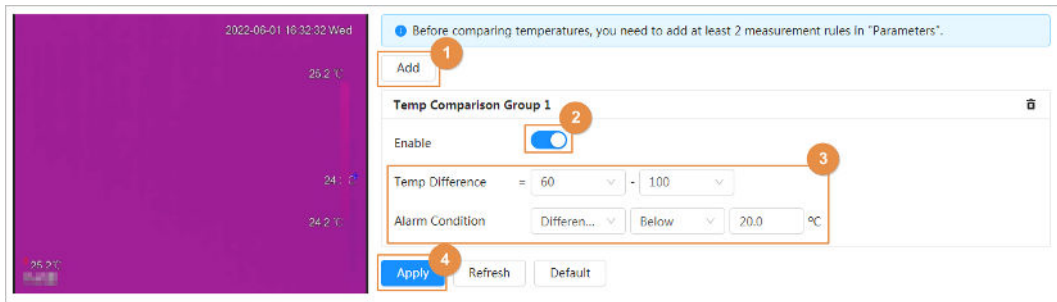 2022-06-01 16:32:32 Wed
25.2 ℃
24.2 ℃
25.2℃
Before comparing temperatures, you need to add at least 2 measurement rules in "Parameters".
1
Add
Temp Comparison Group 1
2
Enable
3
Temp Difference = 60 - 100
Alarm Condition Differen... Below 20.0 ºC
4
Apply Refresh Default